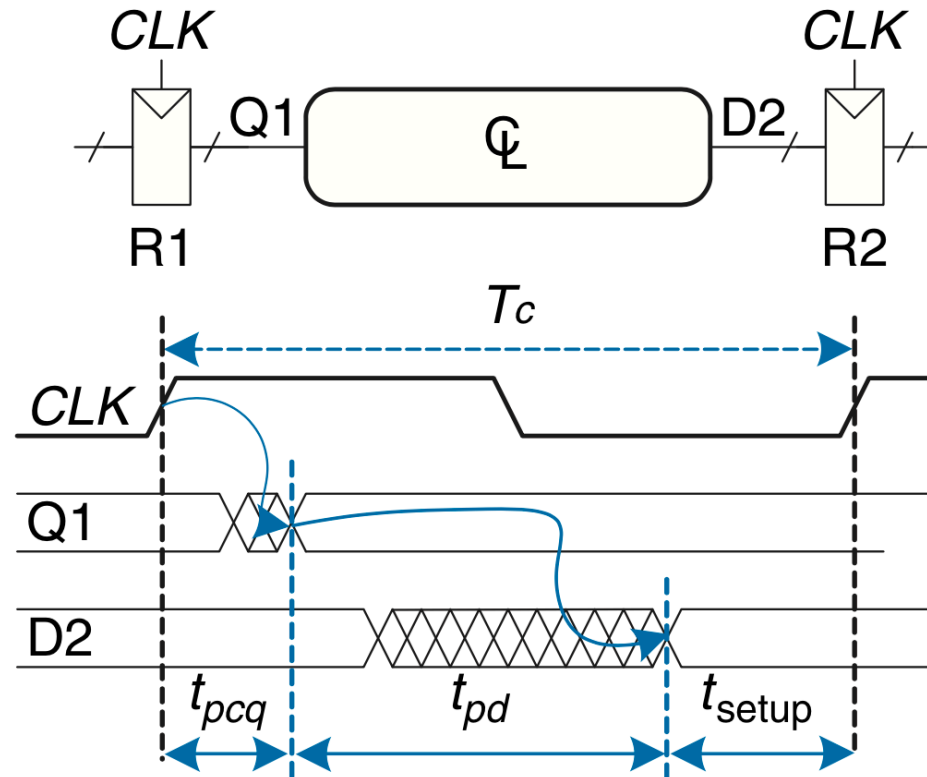 CLK CLK
Q1 CL D2
R1 R2
Tc
CLK
Q1
D2
tpcq tpd tsetup